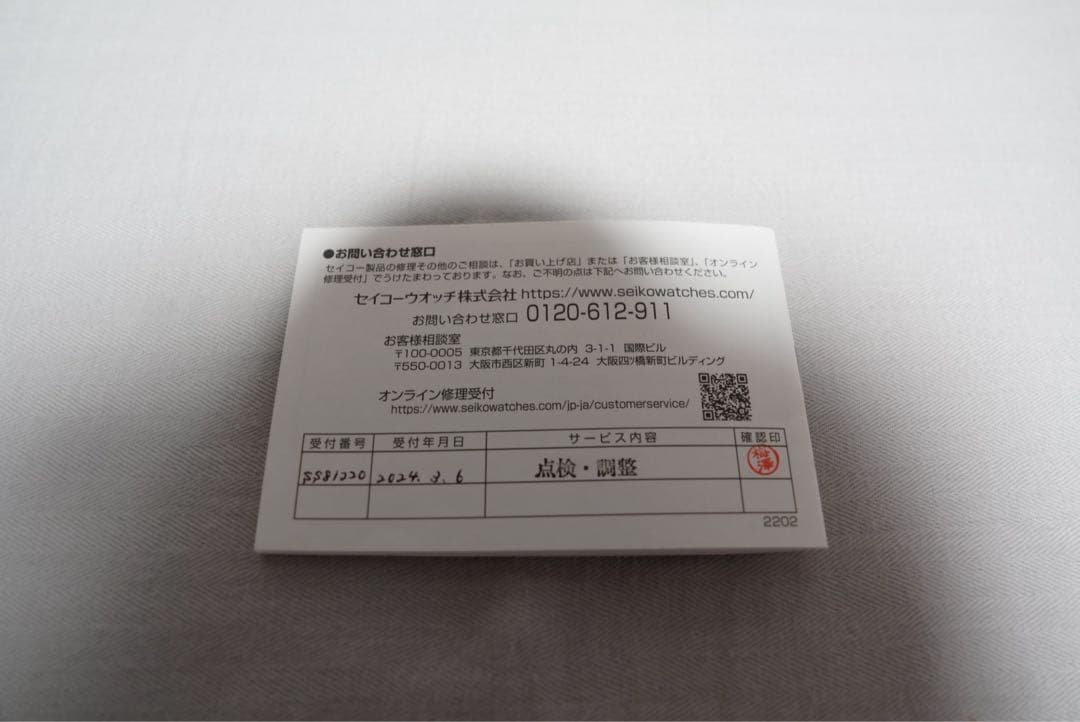 ●お問い合わせ窓口
セイコー製品の修理その他のご相談は、「お買い上げ店」または「お客様相談室」、「オンライン
修理受付」でうけたまわっております。なお、ご不明の点は下記へお問い合わせください。
セイコーウオッチ株式会社 https://www.seikowatches.com/
お問い合わせ窓口 0120-612-911
お客様相談室
〒100-0005 東京都千代田区丸の内 3-1-1 国際ビル
〒550-0013 大阪市西区新町 1-4-24 大阪四ツ橋新町ビルディング
オンライン修理受付
https://www.seikowatches.com/jp-ja/customerservice/
受付番号 受付年月日 サービス内容 確認印
SS81220 2024.3.6 点検・調整
2202